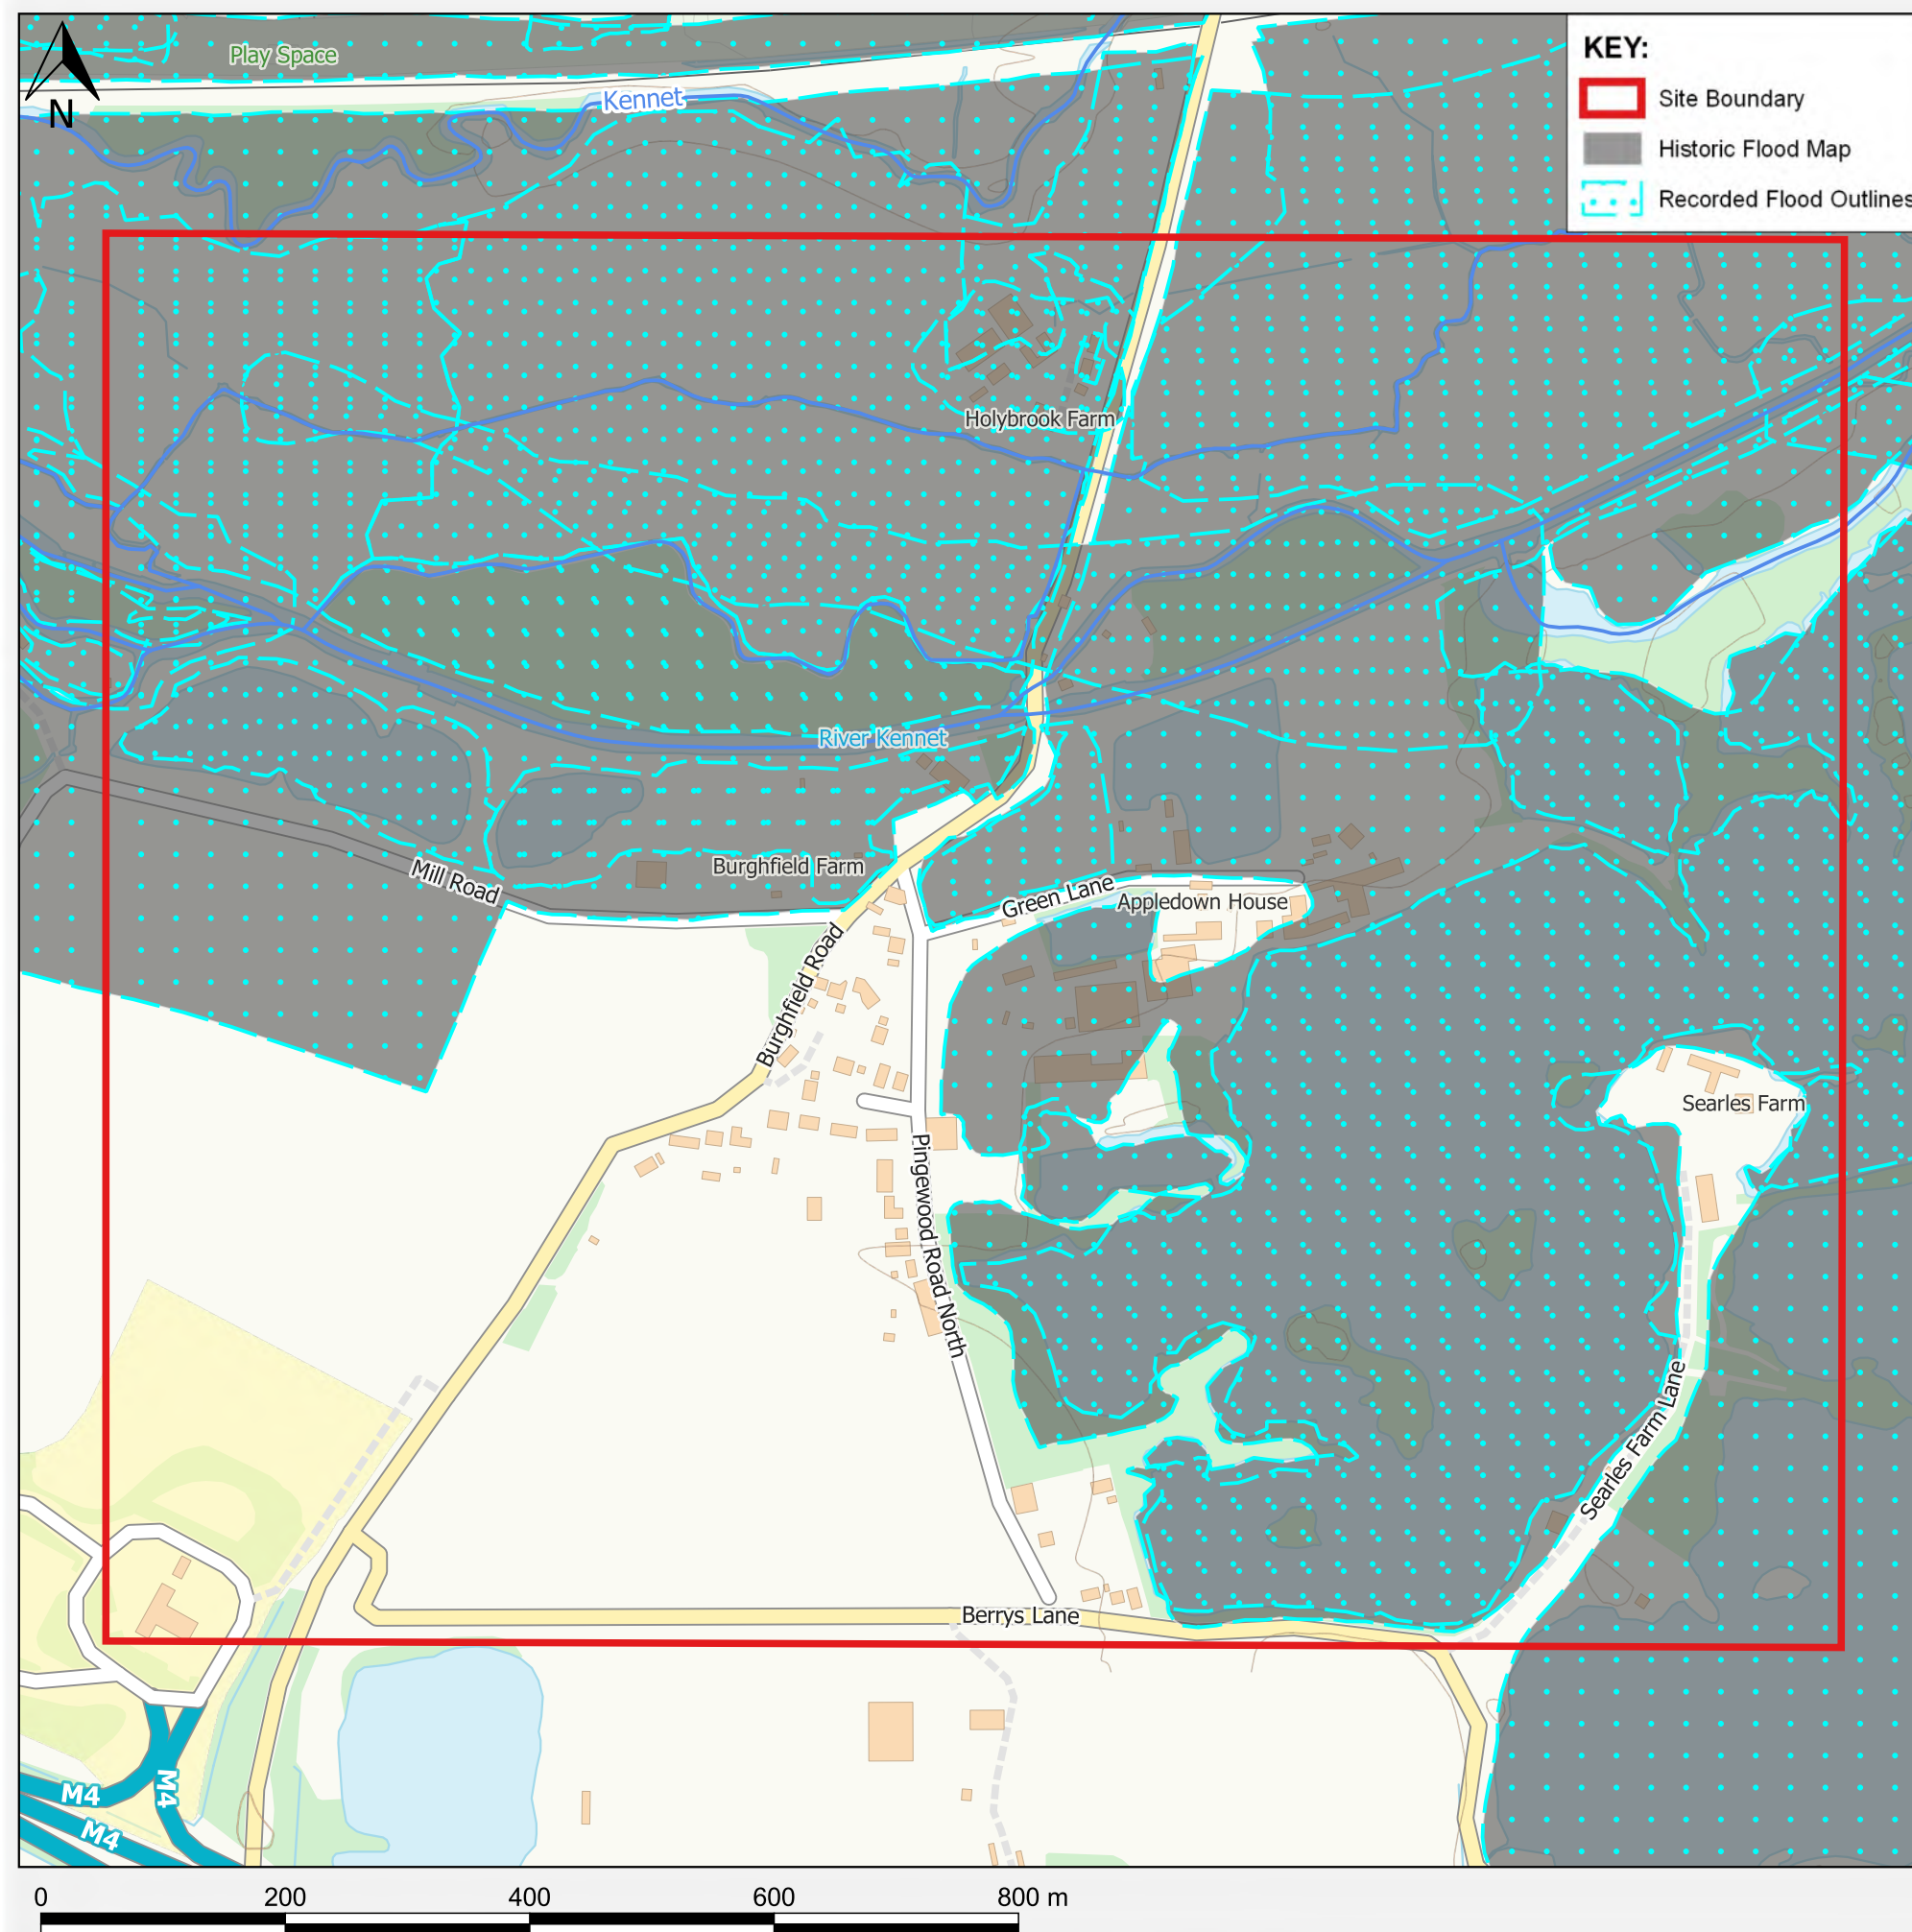 Play Space
KEY:
N
Kennet
Site Boundary
Historic Flood Map
Recorded Flood Outlines
Holybrook Farm
River Kennet
Burghfield Farm
Mill Road
Green Lane
Appledown House
Burghfield Road
Searles Farm
Pingewood Road North
Searles Farm Lane
Berrys Lane
M4
M4
M4
0 200 400 600 800 m